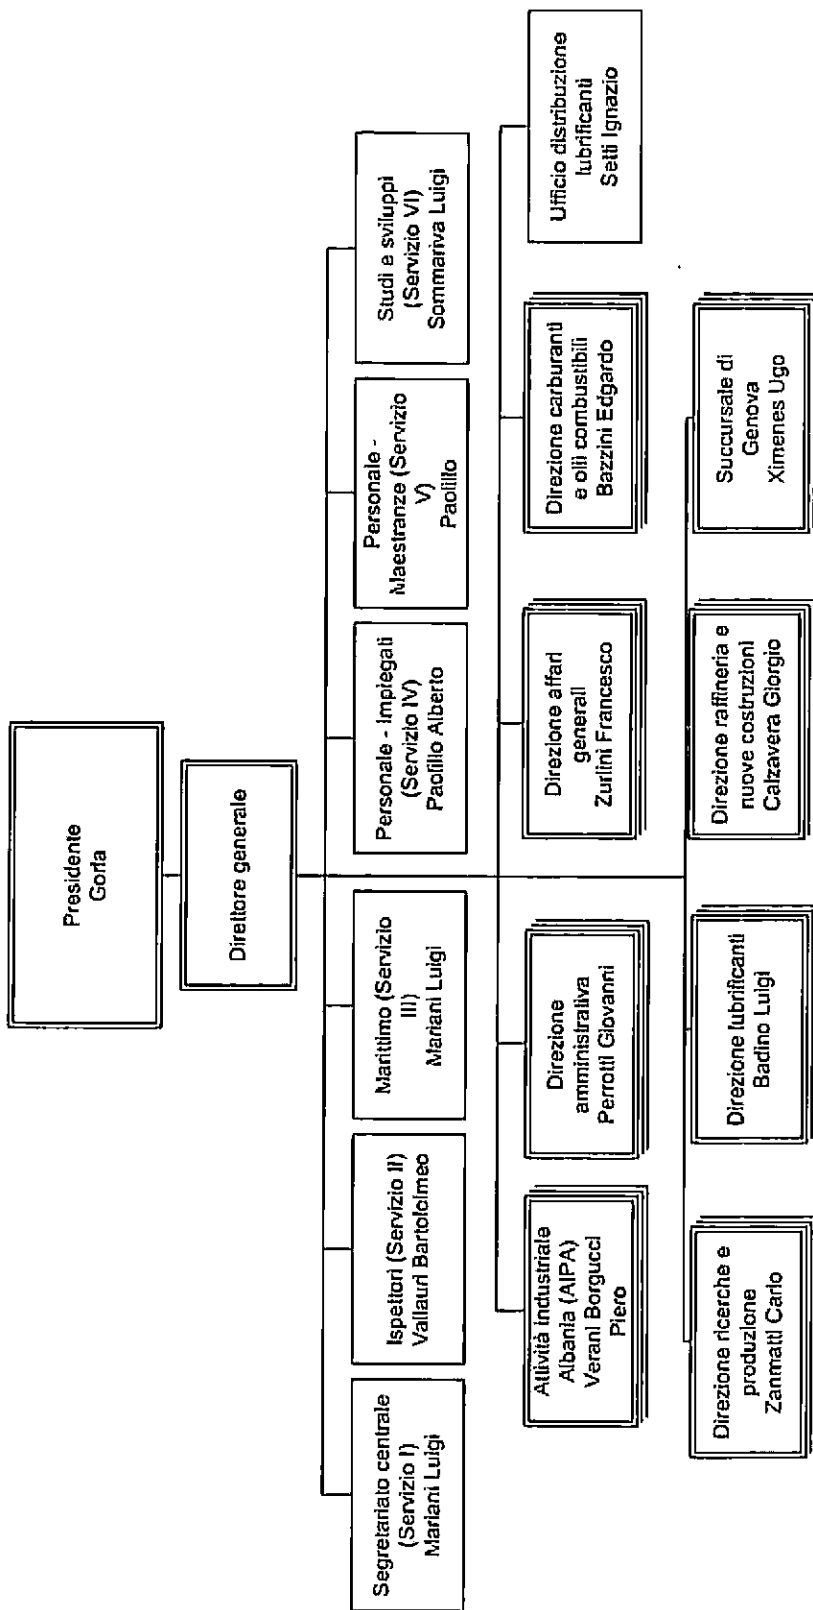 Presidente
Gorla
Direttore generale
Segretariato centrale
(Servizio I)
Mariani Luigi
Ispettori (Servizio II)
Vallauri Bartololmeo
Marittimo (Servizio
III)
Mariani Luigi
Personale - Impiegati
(Servizio IV)
Paolillo Alberto
Personale -
Maestranze (Servizio
V)
Paolillo
Studi e sviluppi
(Servizio VI)
Sommariva Luigi
Attività industriale
Albania (AIPA)
Verani Borgucci
Piero
Direzione
amministrativa
Perrotti Giovanni
Direzione affari
generali
Zurlini Francesco
Direzione carburanti
e olii combustibili
Bazzini Edgardo
Ufficio distribuzione
lubrificanti
Setti Ignazio
Direzione ricerche e
produzione
Zanmatti Carlo
Direzione lubrificanti
Badino Luigi
Direzione raffineria e
nuove costruzioni
Calzavera Giorgio
Succursale di
Genova
Ximenes Ugo